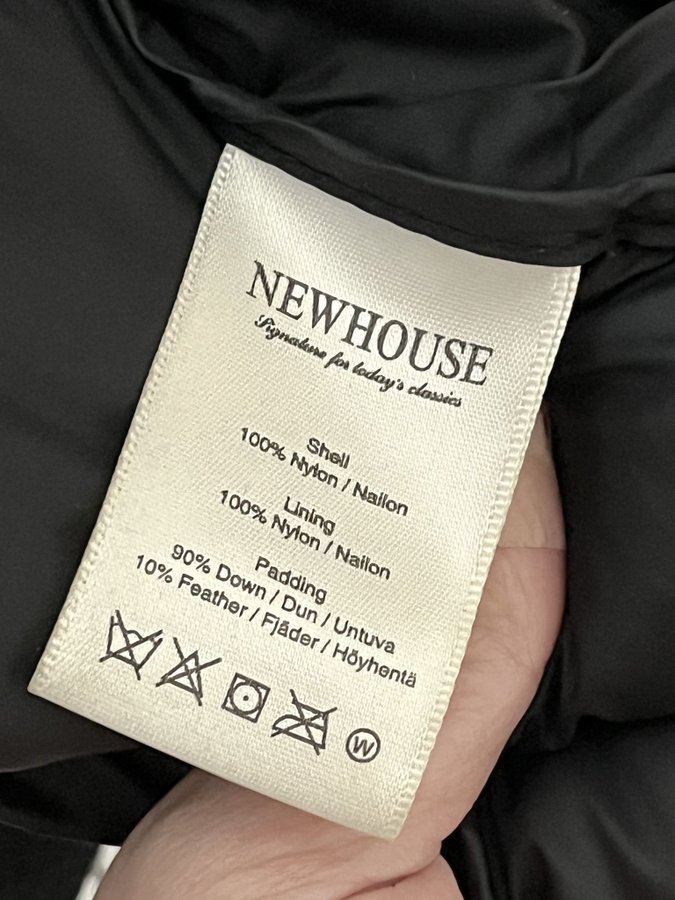 NEWHOUSE
Signature for today's classics
Shell
100% Nylon / Nailon
Lining
100% Nylon / Nailon
Padding
90% Down / Dun / Untuva
10% Feather / Fjäder / Höyhentä
W